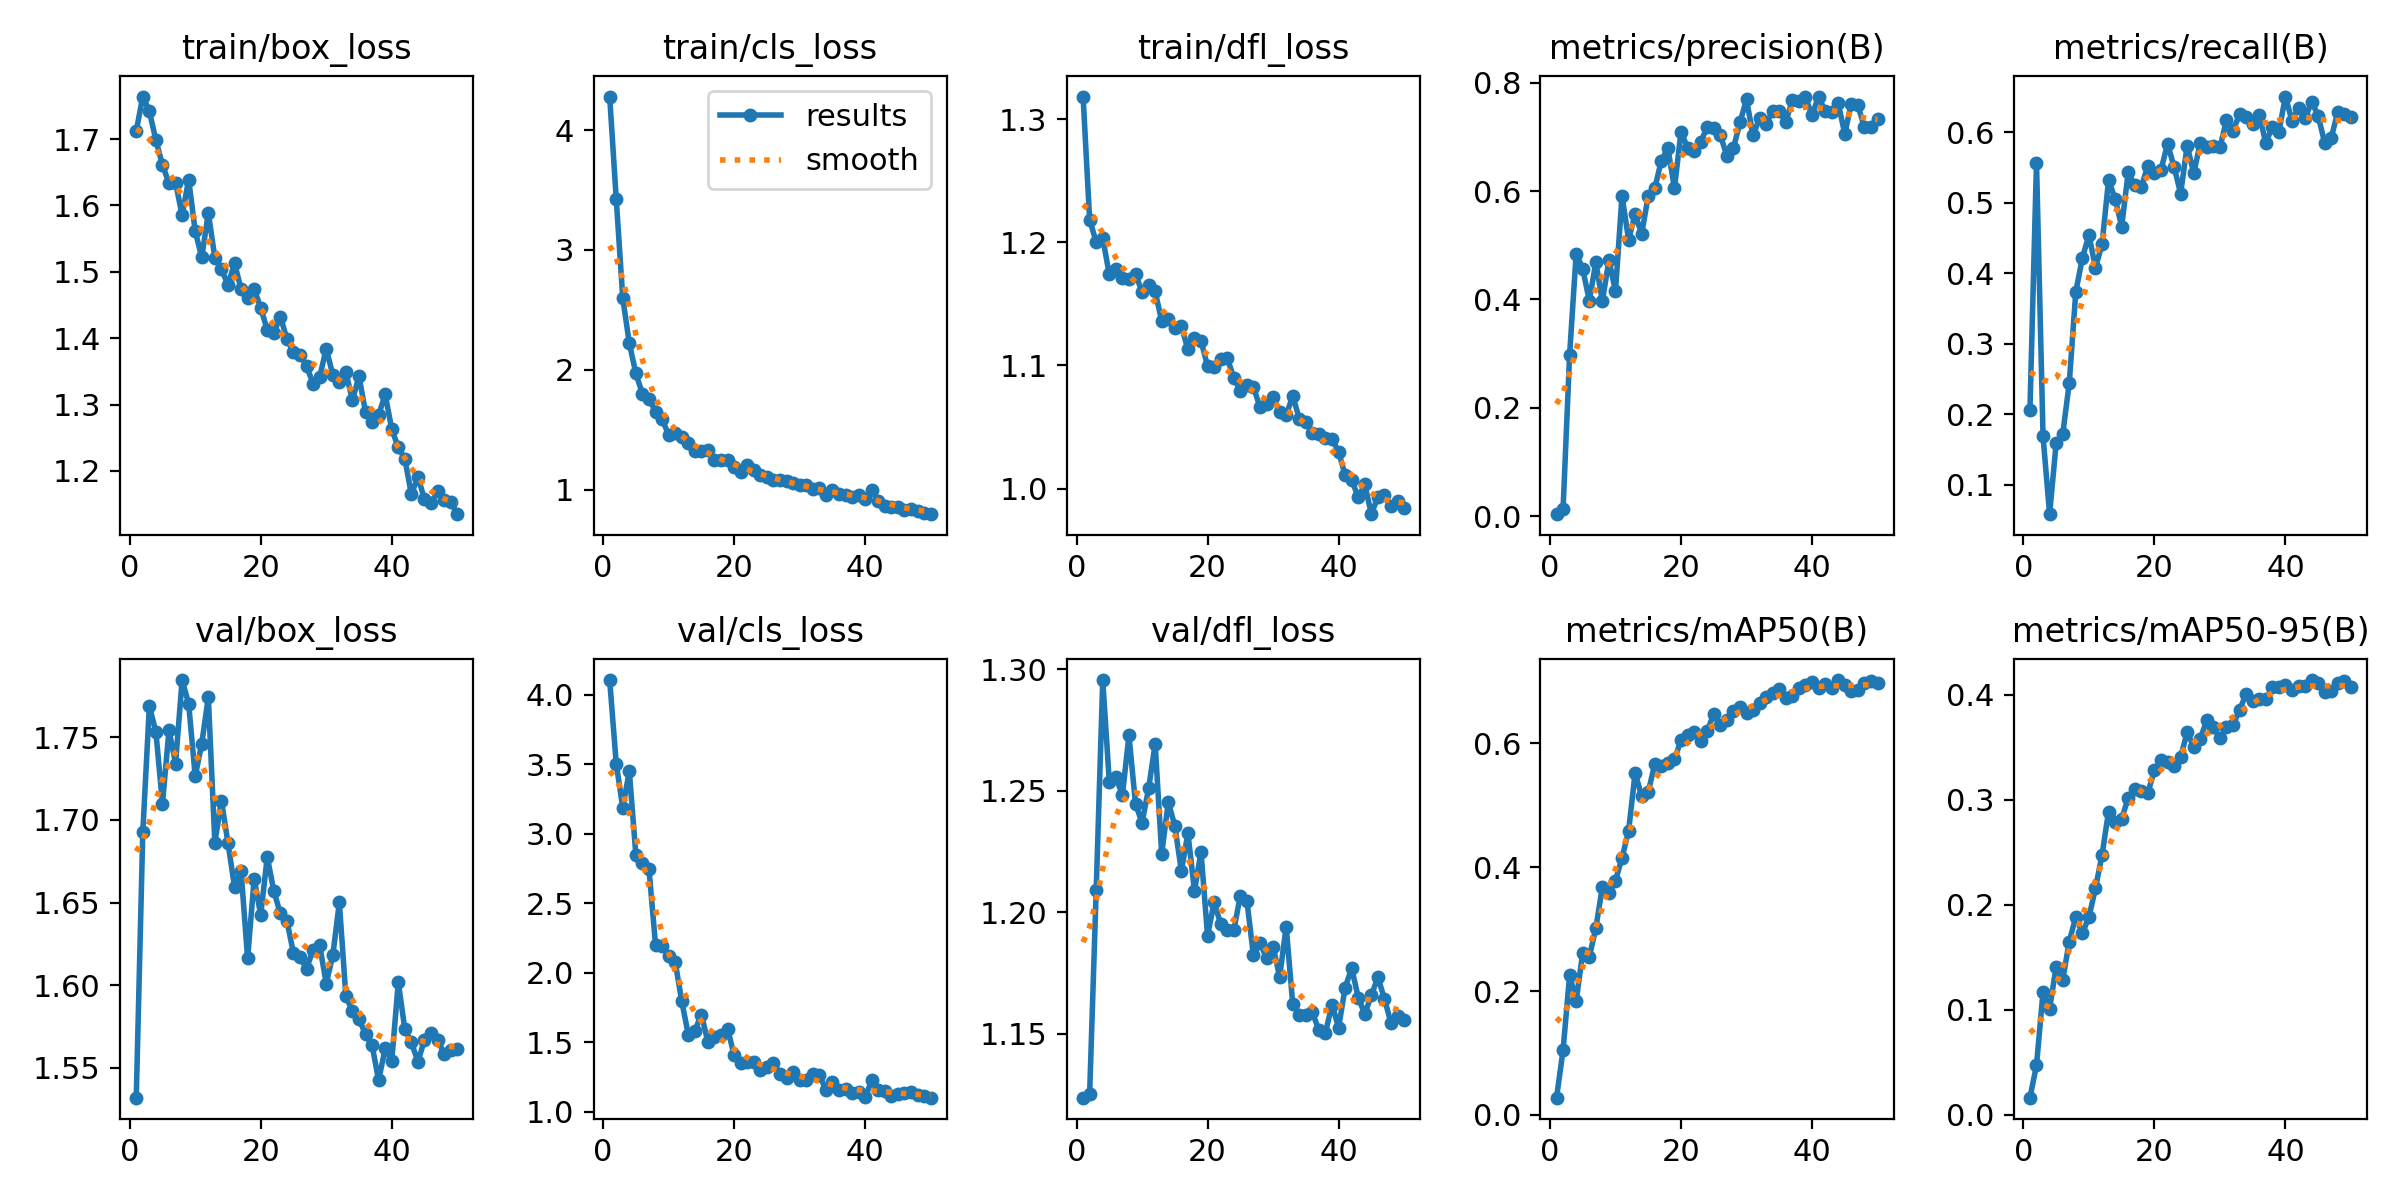 train/box_loss
1.7
1.6
1.5
1.4
1.3
1.2
0 20 40
train/cls_loss
results
smooth
4
3
2
1
0 20 40
train/dfl_loss
1.3
1.2
1.1
1.0
0 20 40
metrics/precision(B)
0.8
0.6
0.4
0.2
0.0
0 20 40
metrics/recall(B)
0.6
0.5
0.4
0.3
0.2
0.1
0 20 40
val/box_loss
1.75
1.70
1.65
1.60
1.55
0 20 40
val/cls_loss
4.0
3.5
3.0
2.5
2.0
1.5
1.0
0 20 40
val/dfl_loss
1.30
1.25
1.20
1.15
0 20 40
metrics/mAP50(B)
0.6
0.4
0.2
0.0
0 20 40
metrics/mAP50-95(B)
0.4
0.3
0.2
0.1
0.0
0 20 40